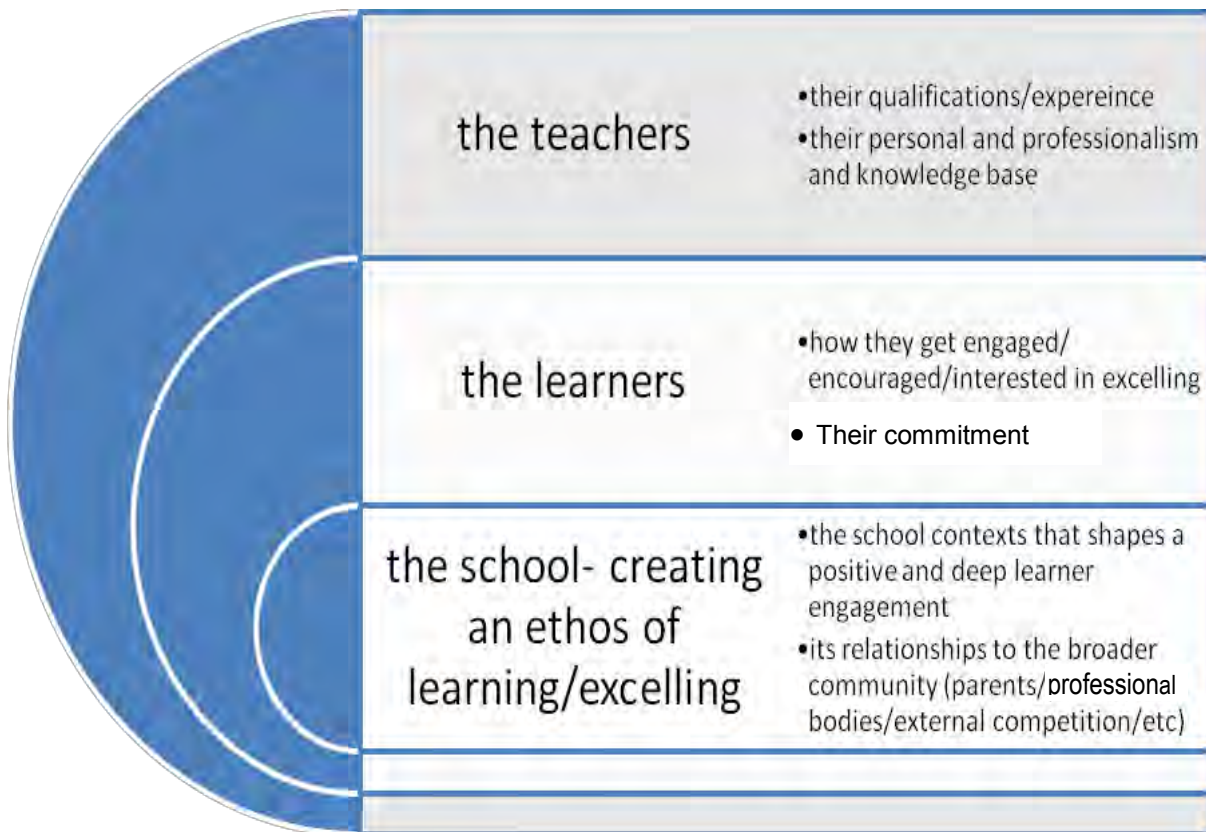 the teachers
•their qualifications/expereince
•their personal and professionalism
and knowledge base
the learners
•how they get engaged/
encouraged/interested in excelling
• Their commitment
the school- creating
an ethos of
learning/excelling
•the school contexts that shapes a
positive and deep learner
engagement
•its relationships to the broader
community (parents/professional
bodies/external competition/etc)